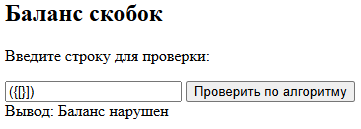 Баланс скобок
Введите строку для проверки:
({[}]) Проверить по алгоритму
Вывод: Баланс нарушен